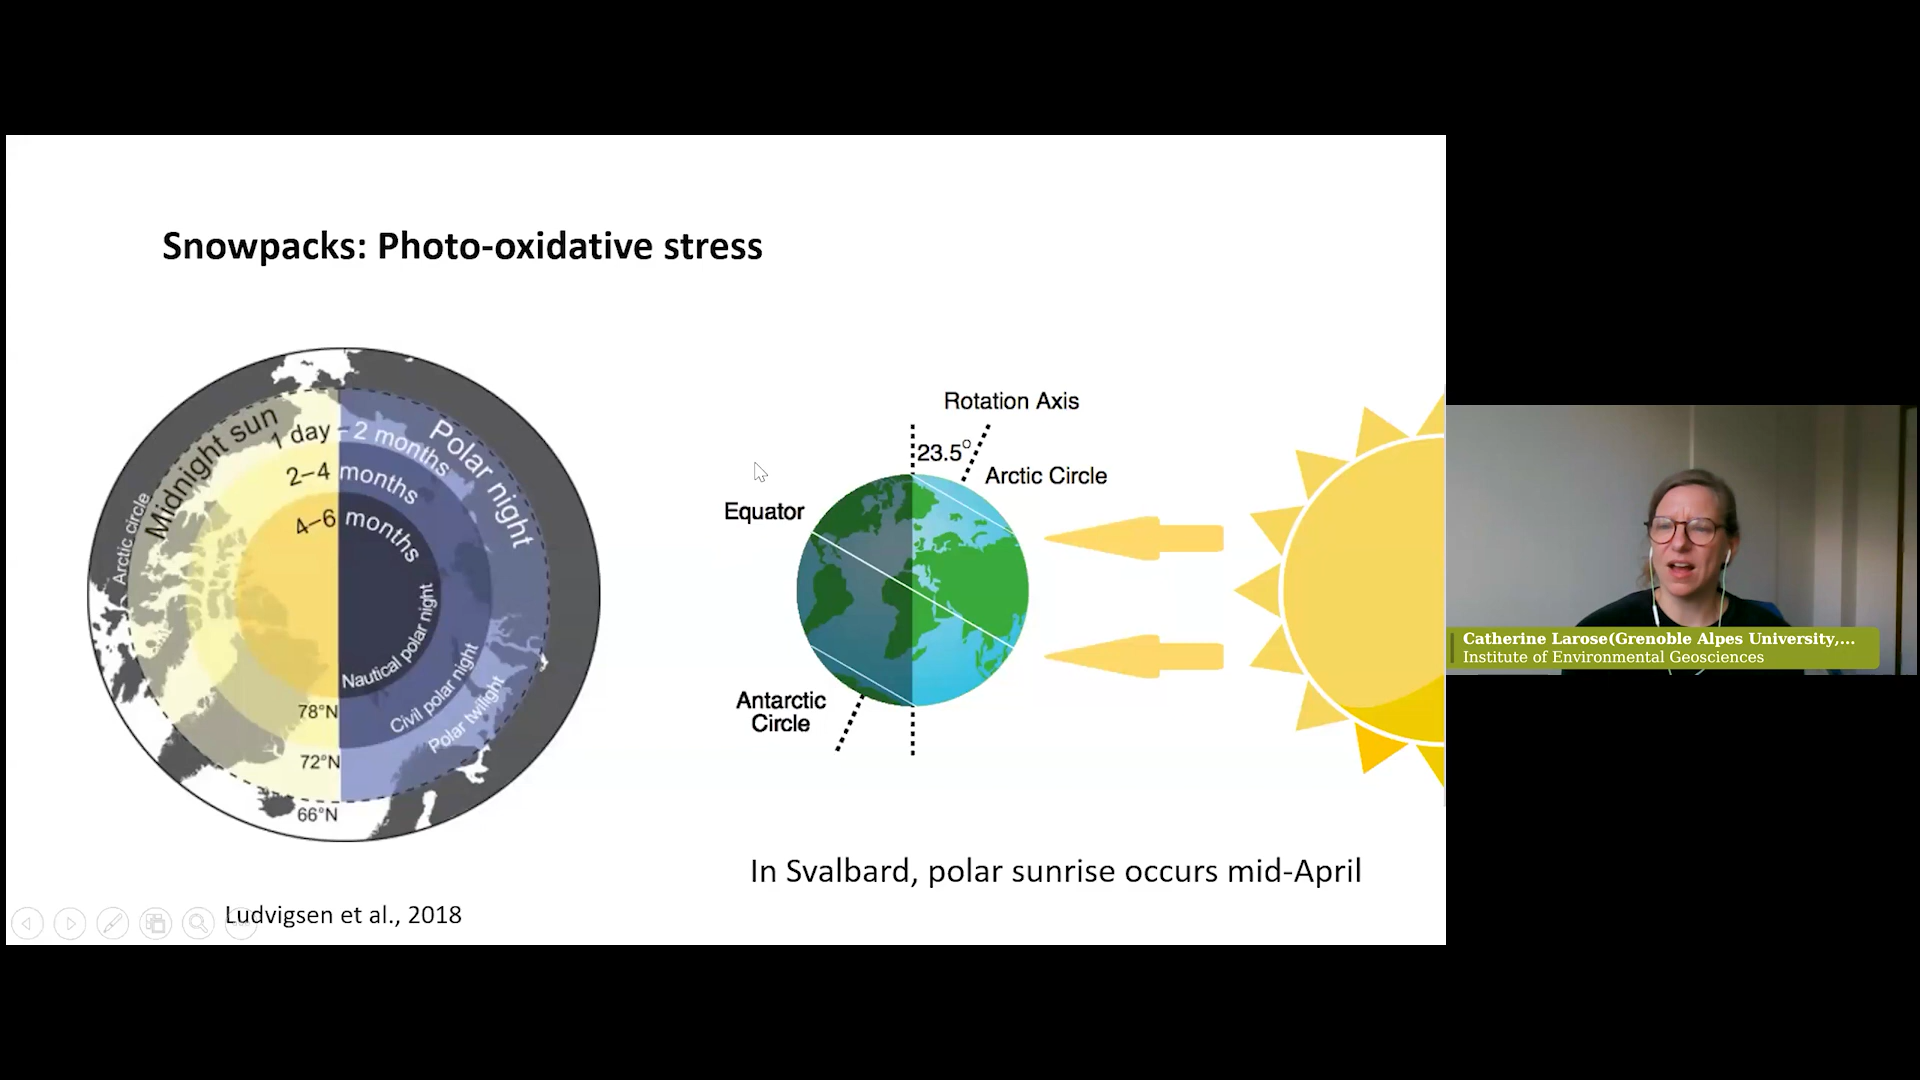 Snowpacks: Photo-oxidative stress
Midnight sun
Arctic circle
Polar night
1 day – 2 months
2–4 months
4–6 months
Nautical polar night
Civil polar night
Polar twilight
78°N
72°N
66°N
Ludvigsen et al., 2018
Rotation Axis
23.5°
Arctic Circle
Equator
Antarctic
Circle
In Svalbard, polar sunrise occurs mid-April
Catherine Larose(Grenoble Alpes University,...
Institute of Environmental Geosciences